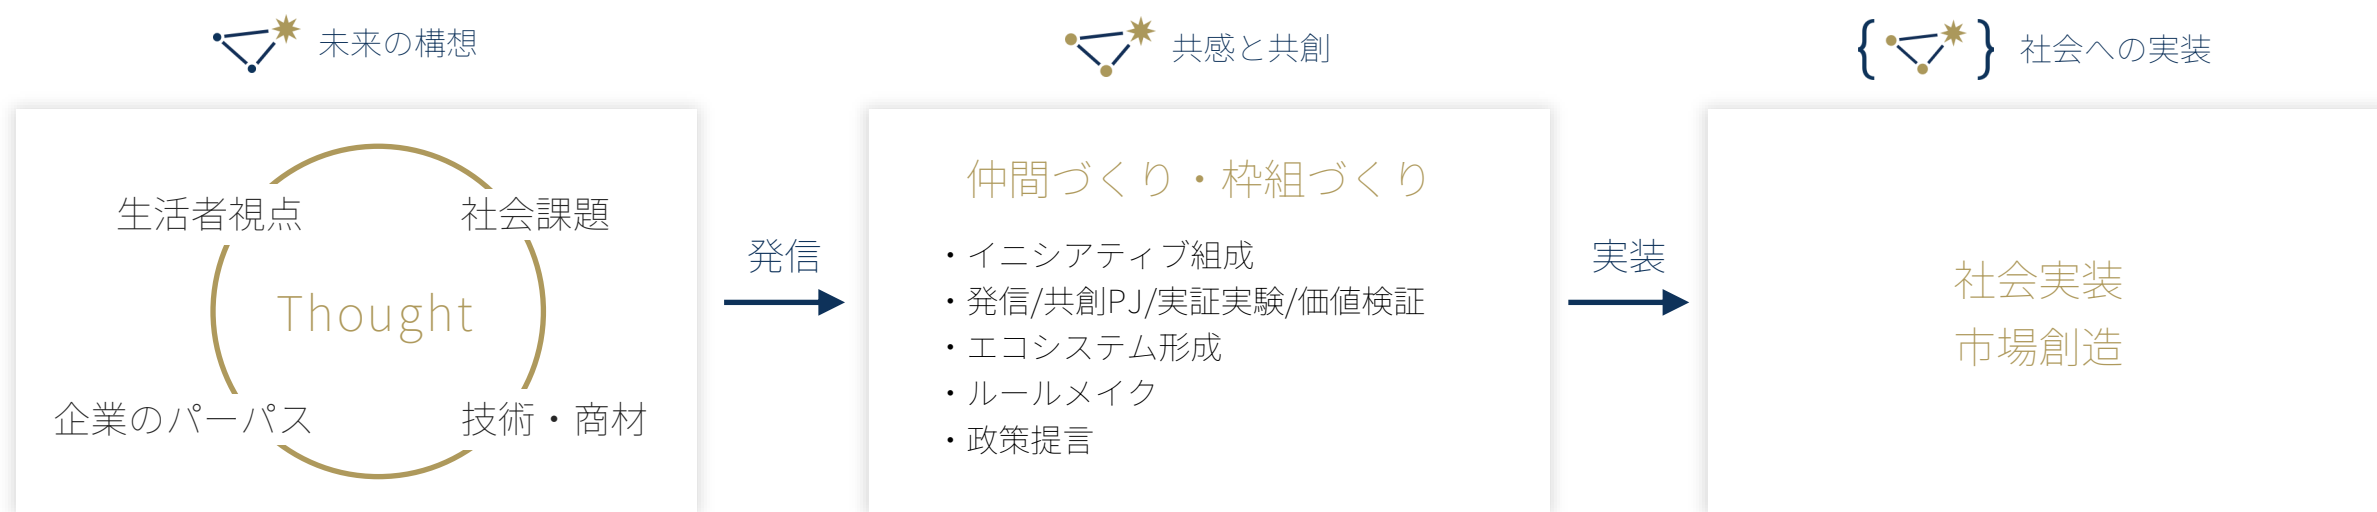 未来の構想
生活者視点
社会課題
Thought
企業のパーパス
技術・商材
発信
共感と共創
仲間づくり・枠組づくり
・イニシアティブ組成
・発信/共創PJ/実証実験/価値検証
・エコシステム形成
・ルールメイク
・政策提言
実装
社会への実装
社会実装
市場創造